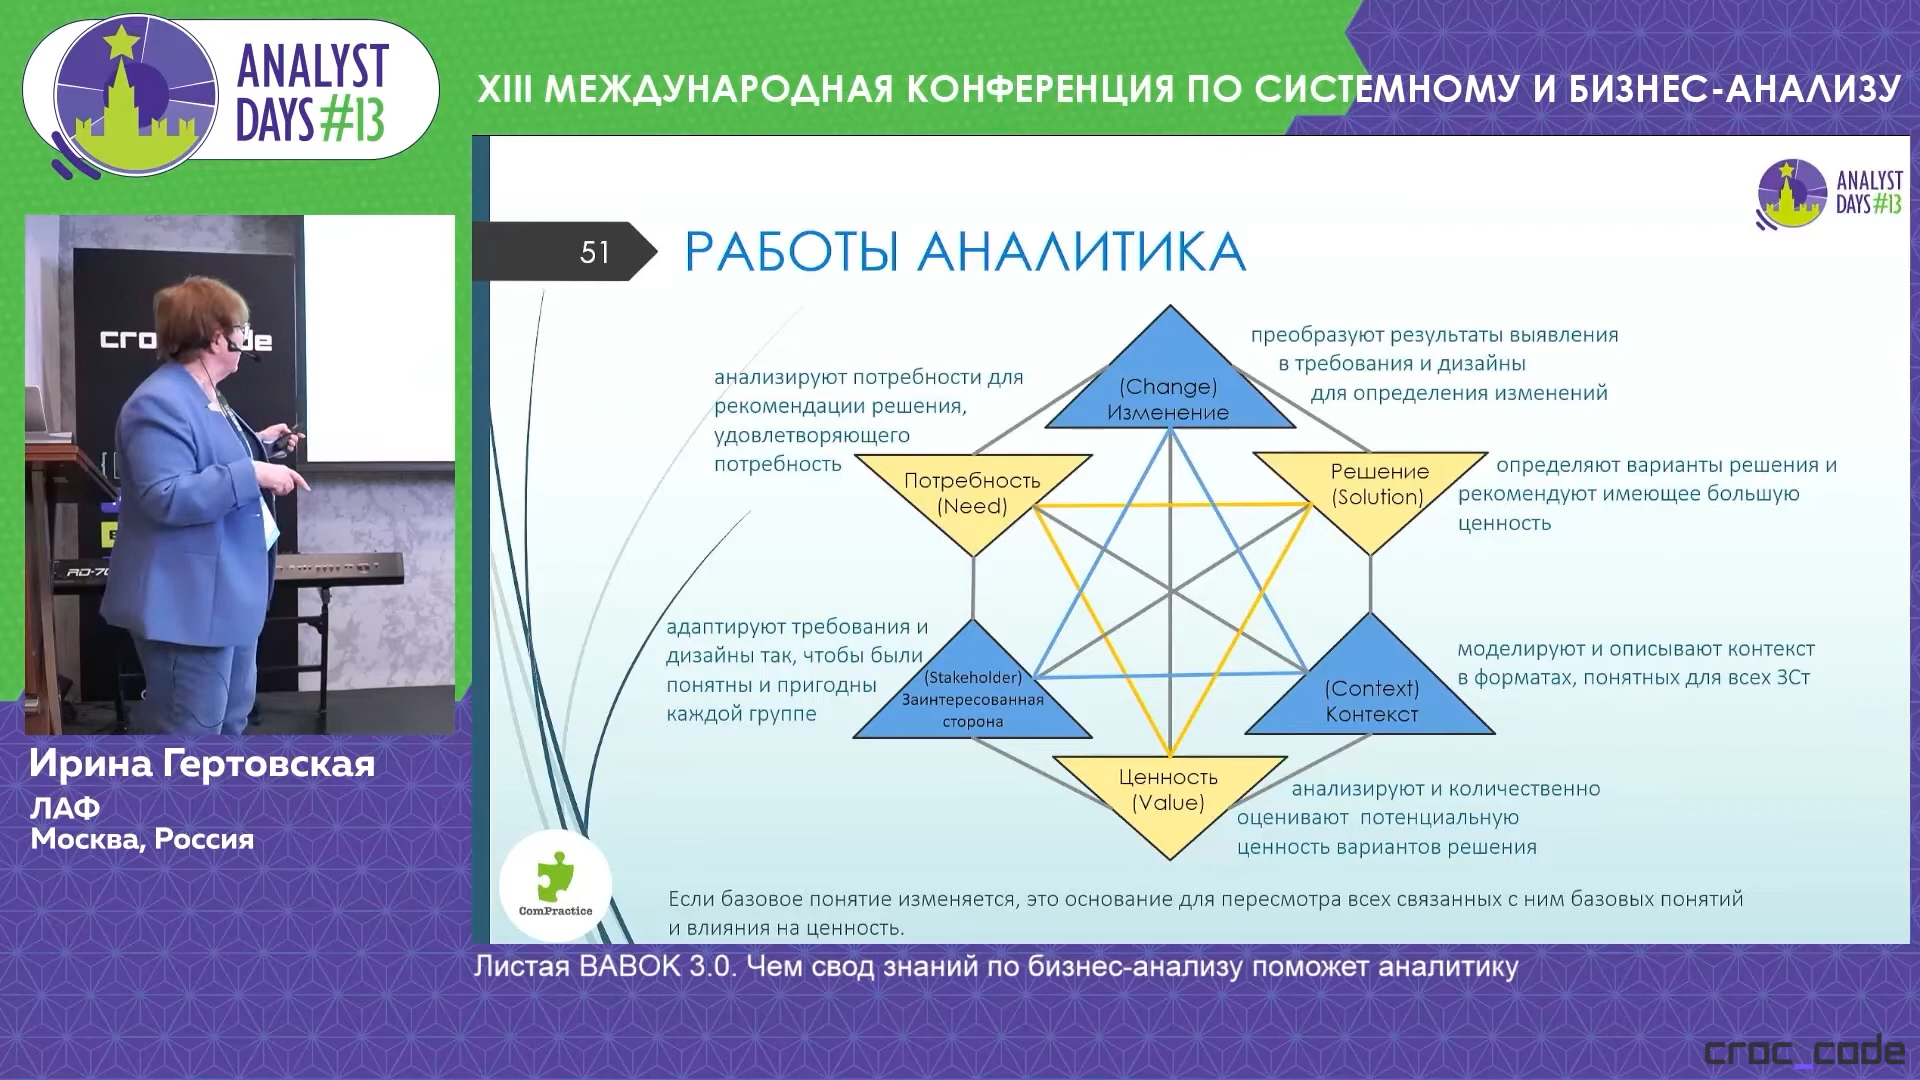 ANALYST
DAYS #13
XIII МЕЖДУНАРОДНАЯ КОНФЕРЕНЦИЯ ПО СИСТЕМНОМУ И БИЗНЕС-АНАЛИЗУ
ANALYST
DAYS#13
51
РАБОТЫ АНАЛИТИКА
преобразуют результаты выявления
в требования и дизайны
для определения изменений
анализируют потребности для
рекомендации решения,
удовлетворяющего
потребность
(Change)
Изменение
Потребность
(Need)
Решение
(Solution)
определяют варианты решения и
рекомендуют имеющее большую
ценность
адаптируют требования и
дизайны так, чтобы были
понятны и пригодны
каждой группе
(Stakeholder)
Заинтересованная
сторона
(Context)
Контекст
моделируют и описывают контекст
в форматах, понятных для всех ЗСт
Ценность
(Value)
анализируют и количественно
оценивают потенциальную
ценность вариантов решения
ComPractice
Если базовое понятие изменяется, это основание для пересмотра всех связанных с ним базовых понятий
и влияния на ценность.
RD-70
Ирина Гертовская
ЛАФ
Москва, Россия
Листая BABOK 3.0. Чем свод знаний по бизнес-анализу поможет аналитику
croc_code